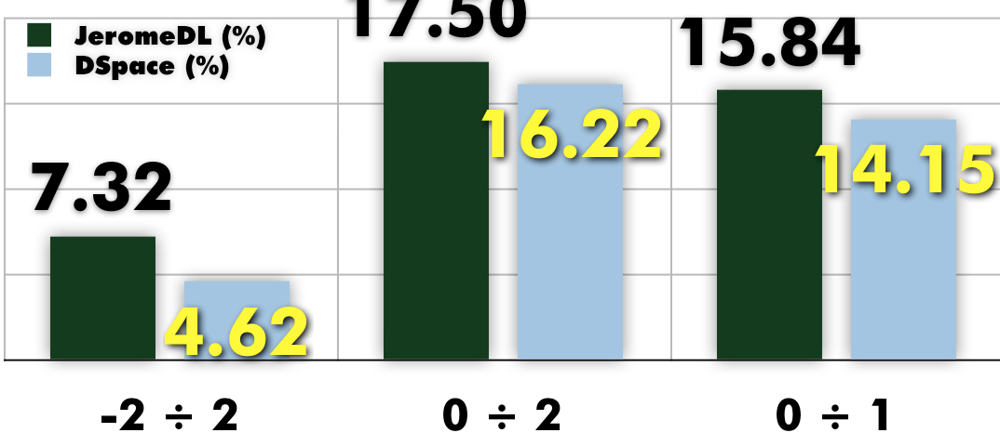 JeromeDL (%)
DSpace (%)
7.32
4.62
17.50
16.22
15.84
14.15
-2 ÷ 2
0 ÷ 2
0 ÷ 1